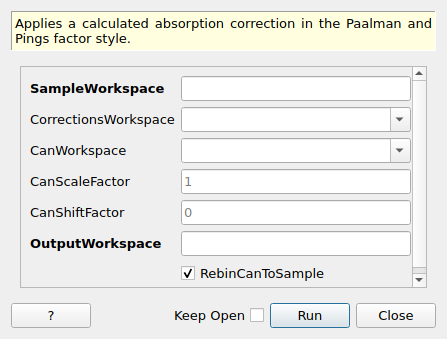 Applies a calculated absorption correction in the Paalman and
Pings factor style.
SampleWorkspace
CorrectionsWorkspace
CanWorkspace
CanScaleFactor 1
CanShiftFactor 0
OutputWorkspace
RebinCanToSample
? Keep Open Run Close